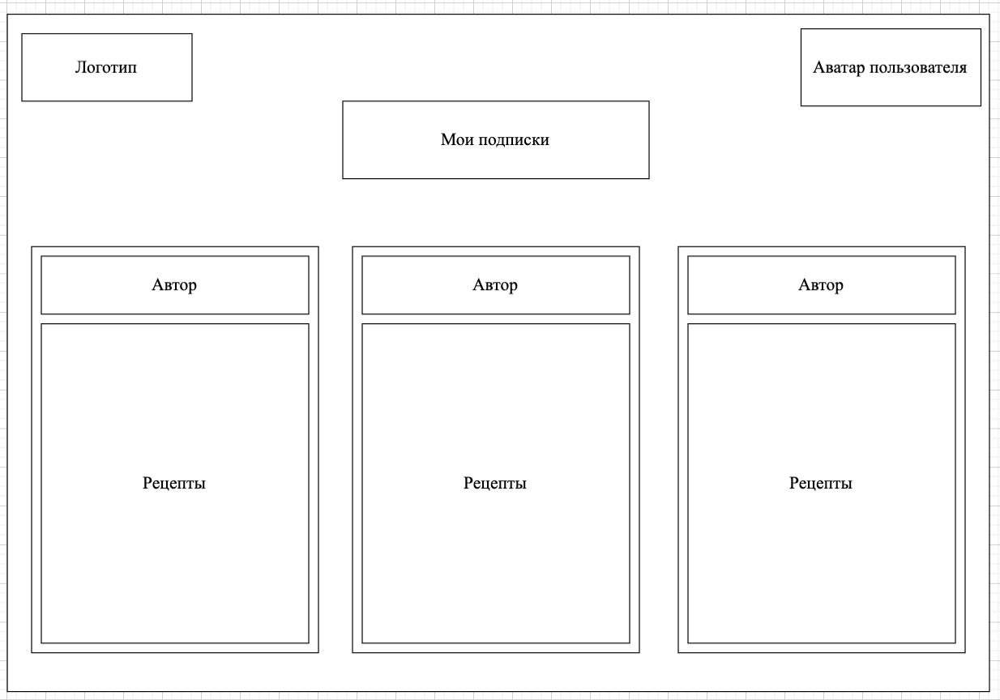 Логотип
Аватар пользователя
Мои подписки
Автор
Автор
Автор
Рецепты
Рецепты
Рецепты